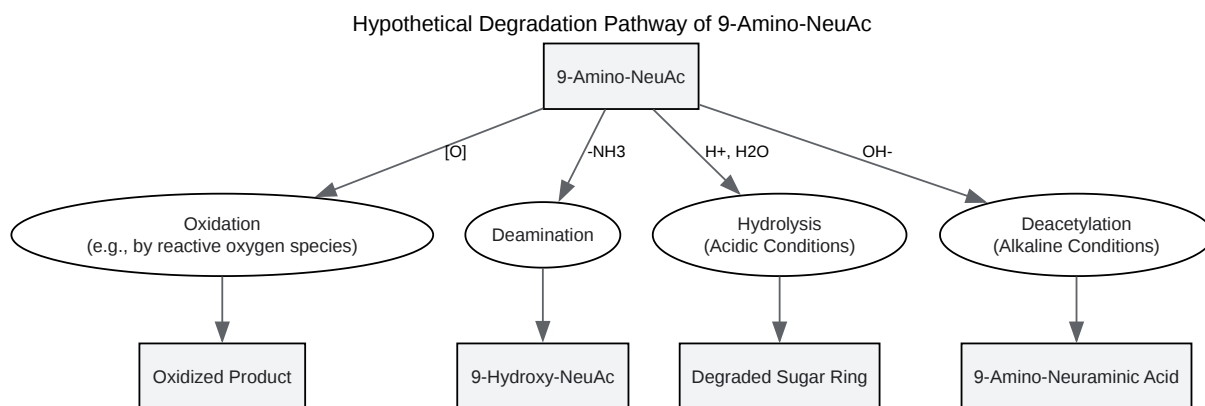 Hypothetical Degradation Pathway of 9-Amino-NeuAc
9-Amino-NeuAc
[O]
-NH3
H+, H2O
OH-
Oxidation
(e.g., by reactive oxygen species)
Deamination
Hydrolysis
(Acidic Conditions)
Deacetylation
(Alkaline Conditions)
Oxidized Product
9-Hydroxy-NeuAc
Degraded Sugar Ring
9-Amino-Neuraminic Acid